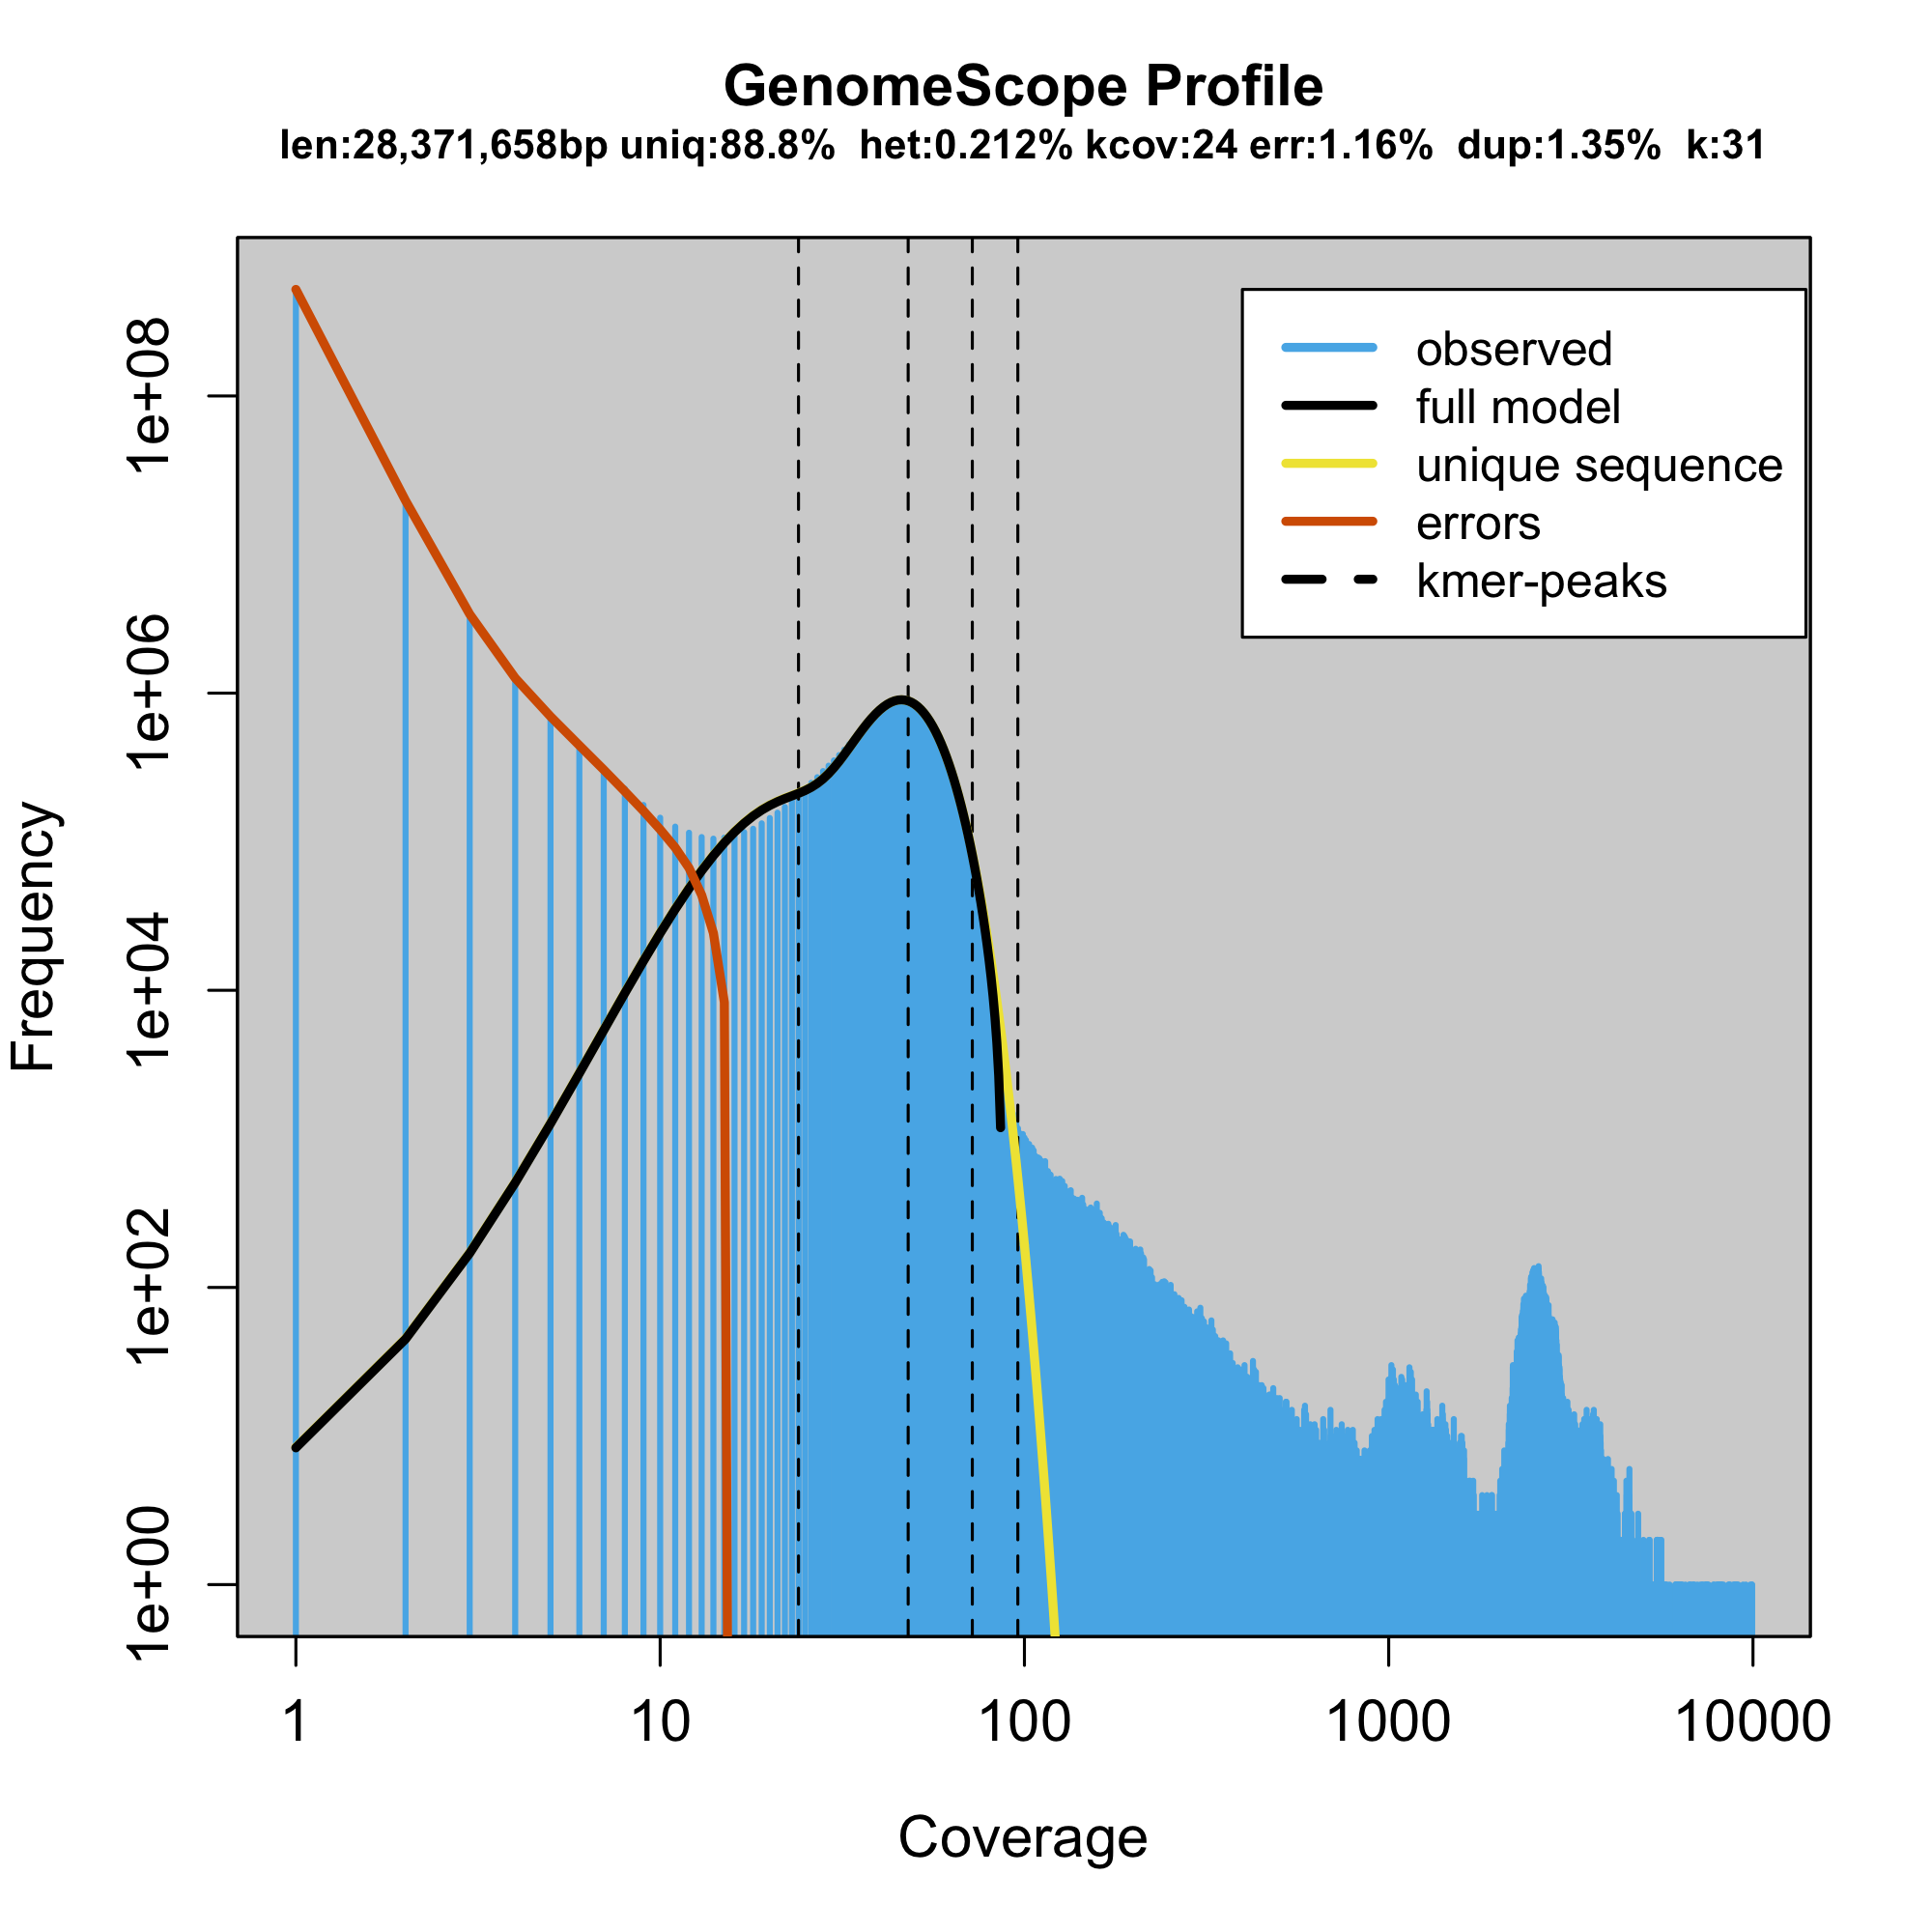 GenomeScope Profile
len:28,371,658bp uniq:88.8% het:0.212% kcov:24 err:1.16% dup:1.35% k:31
observed
full model
unique sequence
errors
kmer-peaks
Frequency
1e+08
1e+06
1e+04
1e+02
1e+00
1 10 100 1000 10000
Coverage